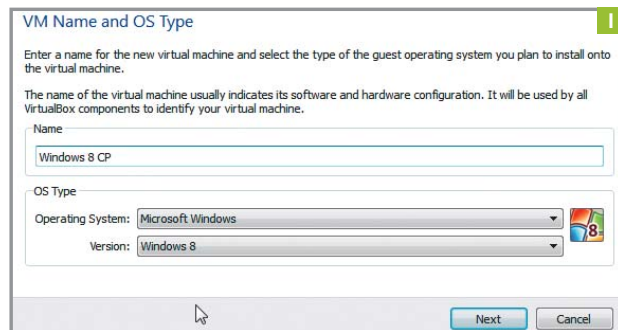 VM Name and OS Type
I
Enter a name for the new virtual machine and select the type of the guest operating system you plan to install onto
the virtual machine.
The name of the virtual machine usually indicates its software and hardware configuration. It will be used by all
VirtualBox components to identify your virtual machine.
Name
Windows 8 CP
OS Type
Operating System: Microsoft Windows
8
Version: Windows 8
Next Cancel